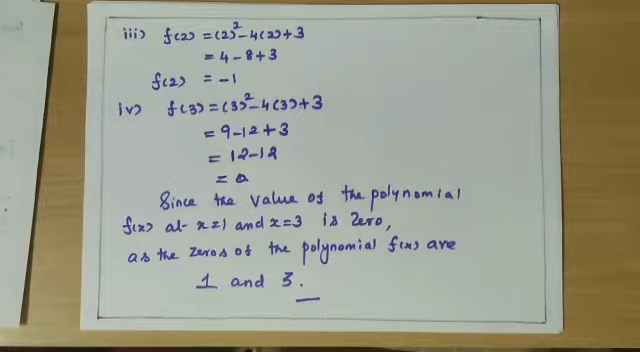 iii) f(2) = (2)² - 4(2) + 3
= 4 - 8 + 3
f(2) = -1
iv) f(3) = (3)² - 4(3) + 3
= 9 - 12 + 3
= 12 - 12
= 0
Since the value of the polynomial
f(x) at x=1 and x=3 is zero,
as the zeros of the polynomial f(x) are
1 and 3.